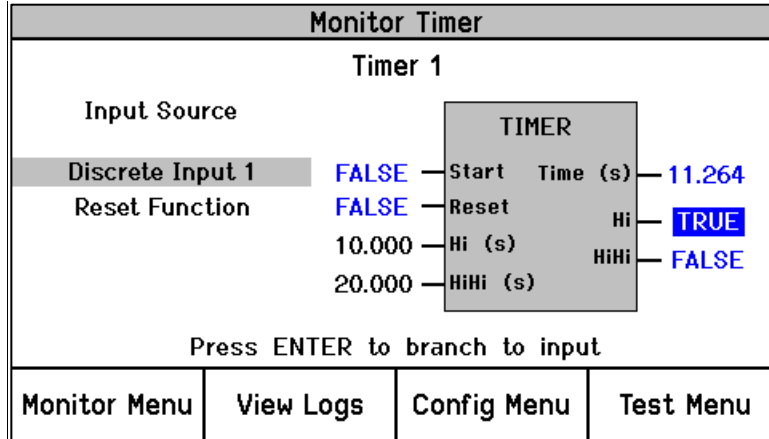 Monitor Timer
Timer 1
Input Source
TIMER
Discrete Input 1 FALSE Start Time (s) 11.264
Reset Function FALSE Reset Hi TRUE
10.000 Hi (s) HiHi FALSE
20.000 HiHi (s)
Press ENTER to branch to input
Monitor Menu View Logs Config Menu Test Menu